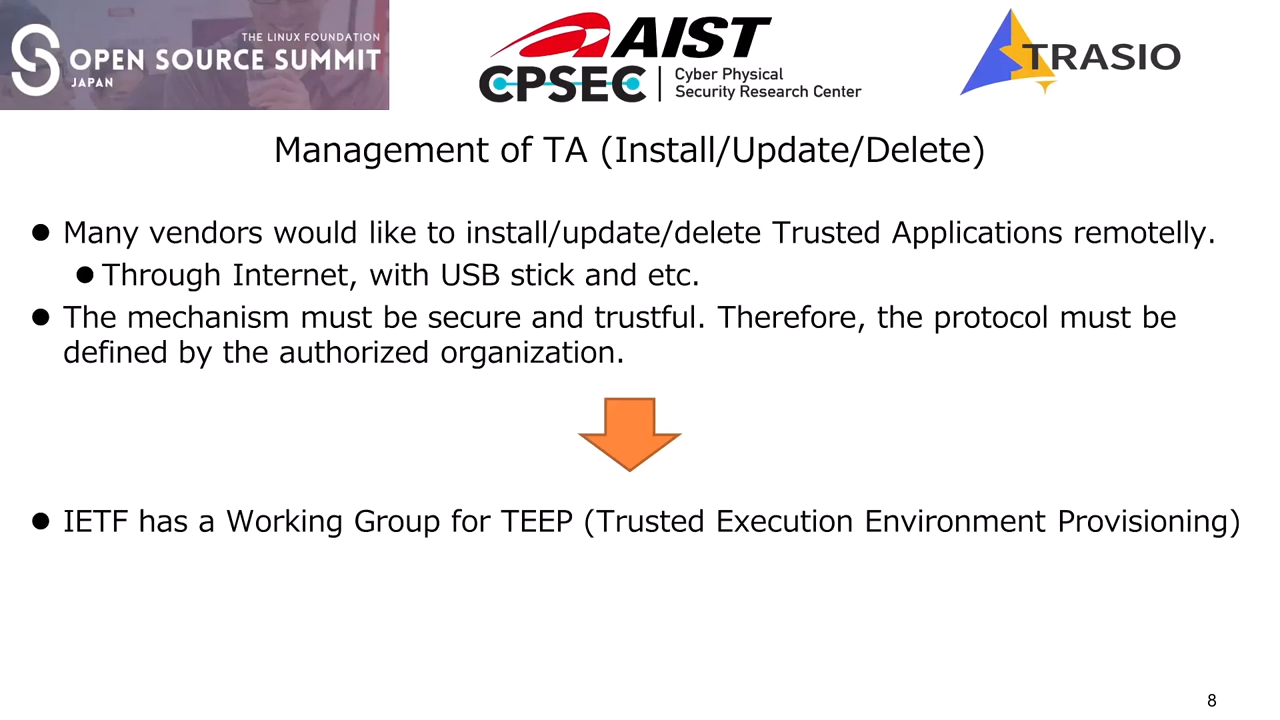 THE LINUX FOUNDATION
OPEN SOURCE SUMMIT
JAPAN
AIST
CPSEC
Cyber Physical
Security Research Center
TRASIO
Management of TA (Install/Update/Delete)
● Many vendors would like to install/update/delete Trusted Applications remotelly.
● Through Internet, with USB stick and etc.
● The mechanism must be secure and trustful. Therefore, the protocol must be
defined by the authorized organization.
● IETF has a Working Group for TEEP (Trusted Execution Environment Provisioning)
8